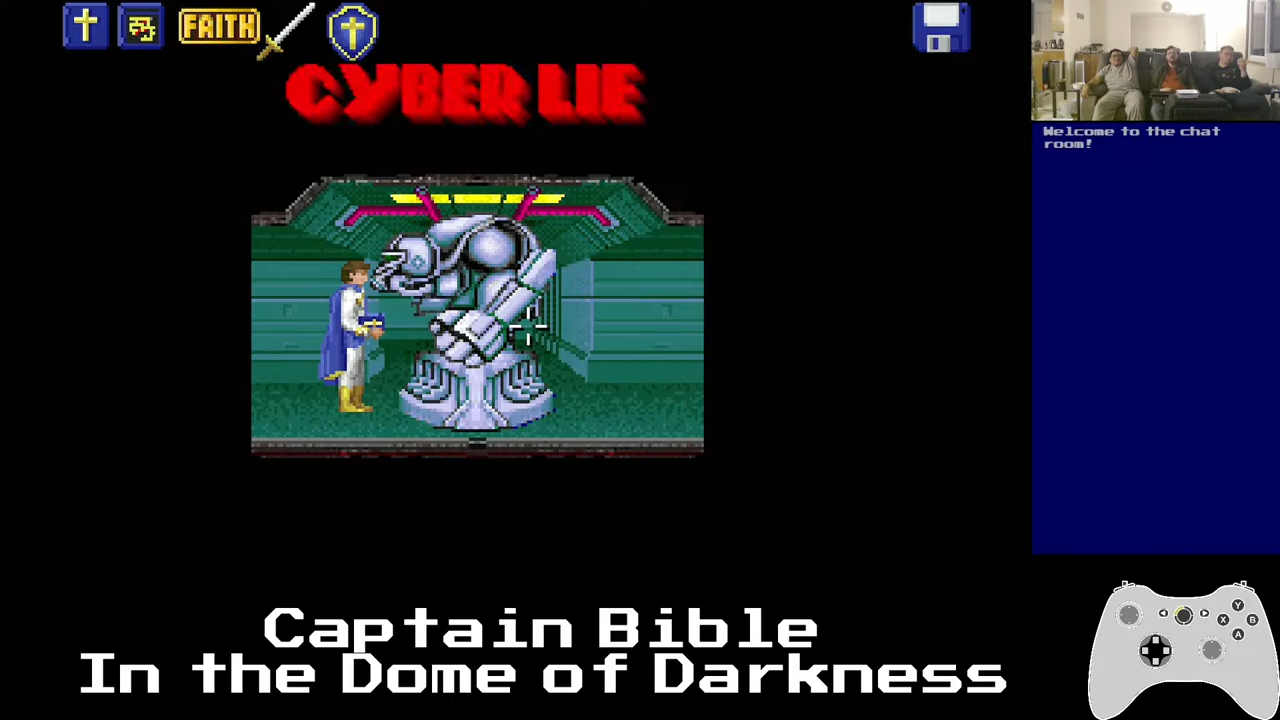 FAITH
CYBER LIE
Welcome to the chat
room!
Captain Bible
In the Dome of Darkness
Y
X
B
A